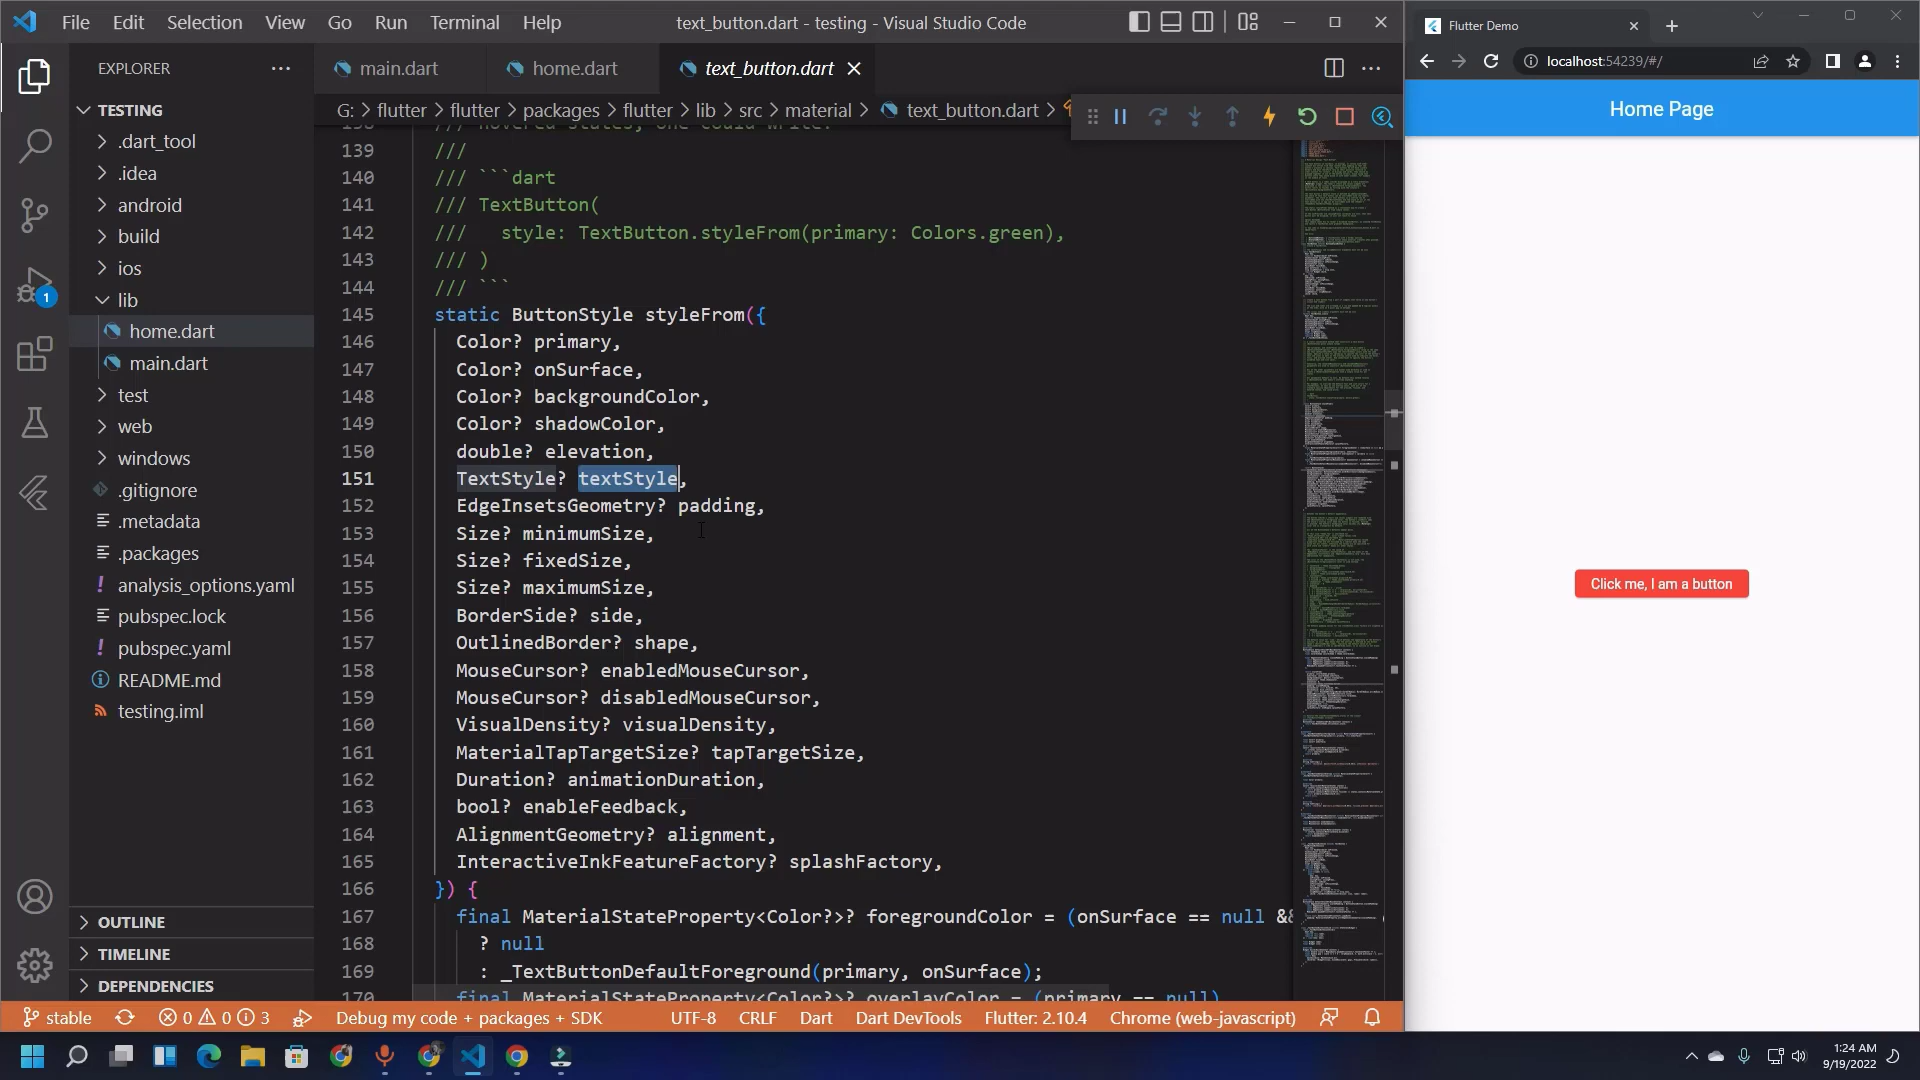 File Edit Selection View Go Run Terminal Help
text_button.dart - testing - Visual Studio Code
EXPLORER
main.dart
home.dart
text_button.dart
TESTING
.dart_tool
.idea
android
build
ios
lib
home.dart
main.dart
test
web
windows
.gitignore
.metadata
.packages
analysis_options.yaml
pubspec.lock
pubspec.yaml
README.md
testing.iml
OUTLINE
TIMELINE
DEPENDENCIES
1
G: > flutter > flutter > packages > flutter > lib > src > material > text_button.dart >
139 ///
140 /// ```dart
141 /// TextButton(
142 /// style: TextButton.styleFrom(primary: Colors.green),
143 /// )
144 /// ```
145 static ButtonStyle styleFrom({
146 Color? primary,
147 Color? onSurface,
148 Color? backgroundColor,
149 Color? shadowColor,
150 double? elevation,
151 TextStyle? textStyle,
152 EdgeInsetsGeometry? padding,
153 Size? minimumSize,
154 Size? fixedSize,
155 Size? maximumSize,
156 BorderSide? side,
157 OutlinedBorder? shape,
158 MouseCursor? enabledMouseCursor,
159 MouseCursor? disabledMouseCursor,
160 VisualDensity? visualDensity,
161 MaterialTapTargetSize? tapTargetSize,
162 Duration? animationDuration,
163 bool? enableFeedback,
164 AlignmentGeometry? alignment,
165 InteractiveInkFeatureFactory? splashFactory,
166 }) {
167 final MaterialStateProperty<Color?>? foregroundColor = (onSurface == null &&
168 ? null
169 : _TextButtonDefaultForeground(primary, onSurface);
170 final MaterialStateProperty<Color?>? overlayColor = (primary == null)
stable 0 0 3 Debug my code + packages + SDK UTF-8 CRLF Dart Dart DevTools Flutter: 2.10.4 Chrome (web-javascript)
Flutter Demo
localhost:54239/#/
Home Page
Click me, I am a button
1:24 AM
9/19/2022